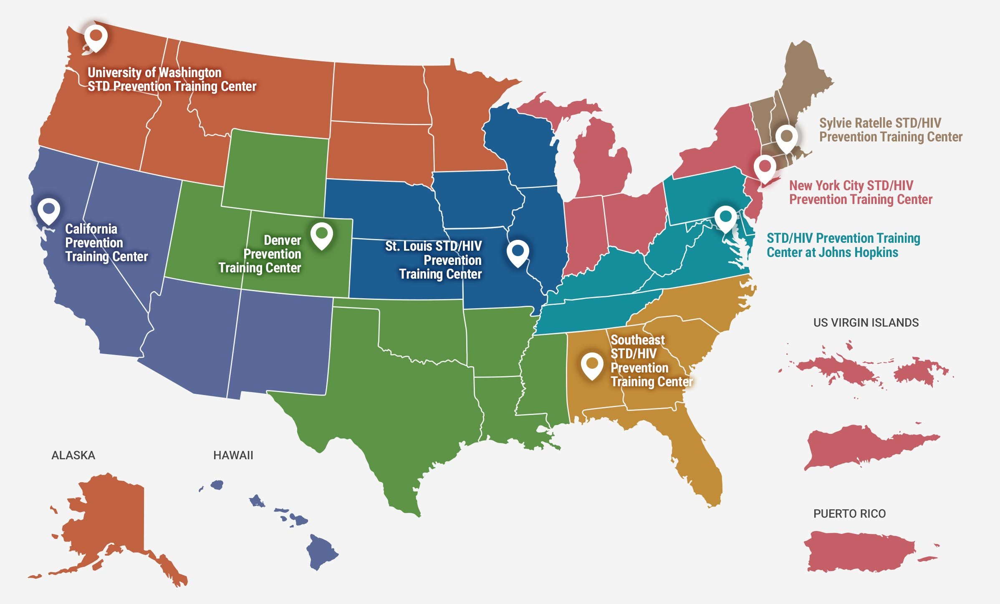 University of Washington
STD Prevention Training Center
Sylvie Ratelle STD/HIV
Prevention Training Center
New York City STD/HIV
Prevention Training Center
California
Prevention
Training Center
Denver
Prevention
Training Center
St. Louis STD/HIV
Prevention
Training Center
STD/HIV Prevention Training
Center at Johns Hopkins
Southeast
STD/HIV
Prevention
Training Center
US VIRGIN ISLANDS
ALASKA
HAWAII
PUERTO RICO